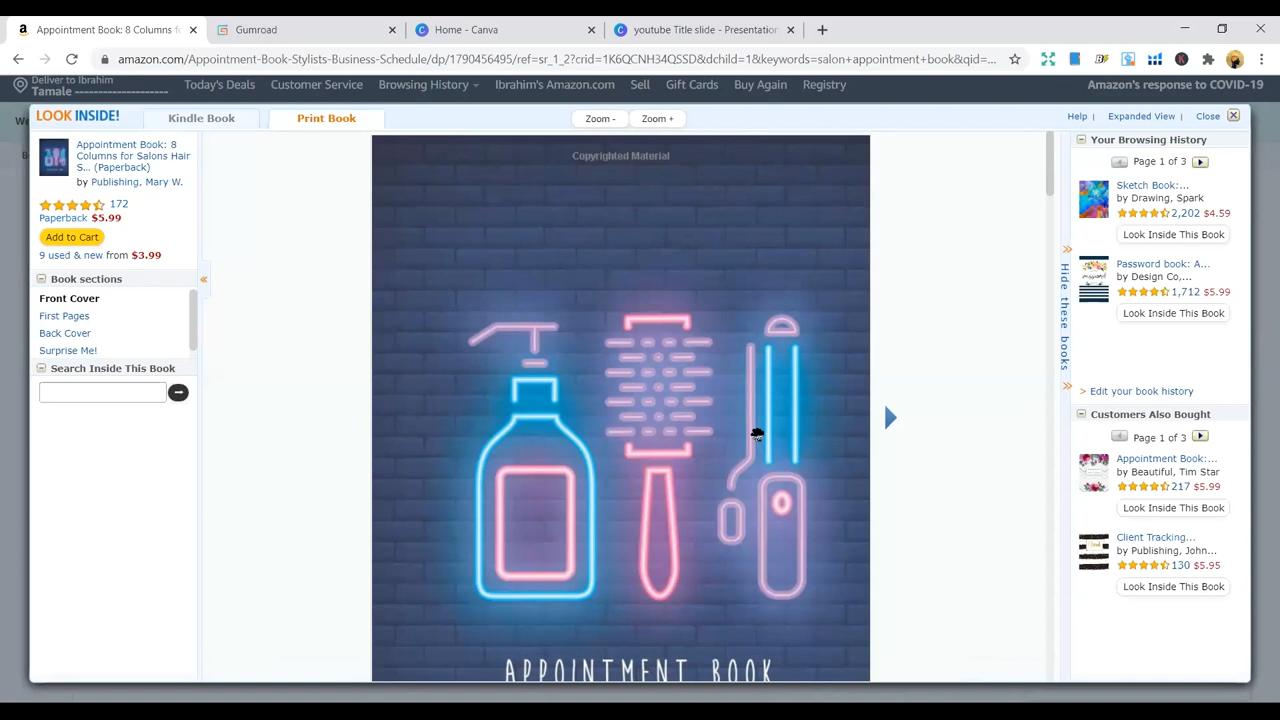 Appointment Book: 8 Columns fo
Gumroad
Home - Canva
youtube Title slide - Presentation
amazon.com/Appointment-Book-Stylists-Business-Schedule/dp/1790456495/ref=sr_1_2?crid=1K6QCNH34QSSD&dchild=1&keywords=salon+appointment+book&qid=...
Deliver to Ibrahim
Tamale
Today's Deals
Customer Service
Browsing History
Ibrahim's Amazon.com
Sell
Gift Cards
Buy Again
Registry
Amazon's response to COVID-19
LOOK INSIDE!
Kindle Book
Print Book
Zoom -
Zoom +
Help |
Expanded View |
Close
Appointment Book: 8
Columns for Salons Hair
S... (Paperback)
by Publishing, Mary W.
172
Paperback $5.99
Add to Cart
9 used & new from $3.99
Book sections
Front Cover
First Pages
Back Cover
Surprise Me!
Search Inside This Book
Copyrighted Material
APPOINTMENT BOOK
Hide these books
Your Browsing History
Page 1 of 3
Sketch Book:...
by Drawing, Spark
2,202 $4.59
Look Inside This Book
Password book: A...
by Design Co,...
1,712 $5.99
Look Inside This Book
> Edit your book history
Customers Also Bought
Page 1 of 3
Appointment Book:...
by Beautiful, Tim Star
217 $5.99
Look Inside This Book
Client Tracking...
by Publishing, John...
130 $5.95
Look Inside This Book